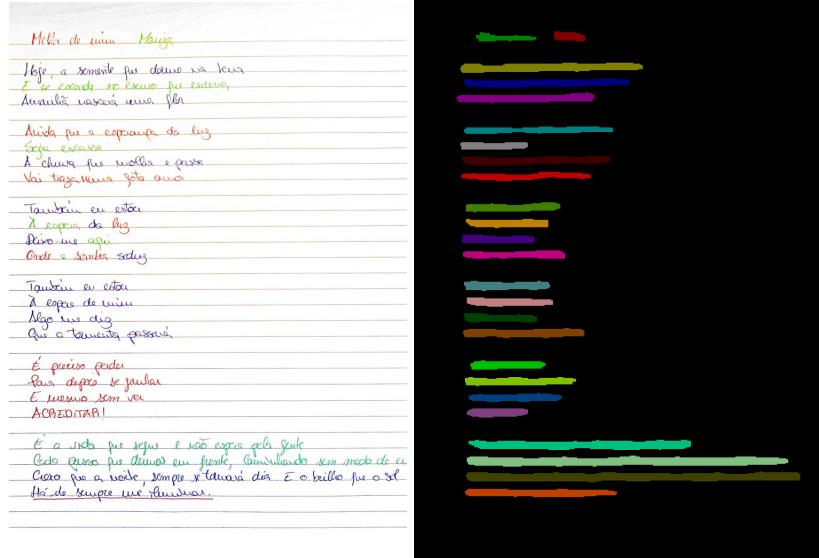 Melhor de mim Mariza
Hoje, a semente que dorme na terra
E se esconde no escuro que encerra
Amanhã nascerá uma flor
Ainda que a esperança da luz
Seja escassa
A chuva que molha e passa
Vai trazer numa gota amor
Também eu estou
À espera da luz
Deixo-me aqui
Onde a sombra seduz
Também eu estou
À espera de mim
Algo me diz
Que a tormenta passará
É preciso perder
Para depois se ganhar
E mesmo sem ver
ACREDITAR!
É a vida que segue e não espera pela gente
Cada passo que demos em frente, Caminhando sem medo de er
Creio que a noite, sempre se tornará dia E o brilho que o sol
Há de sempre me iluminar.